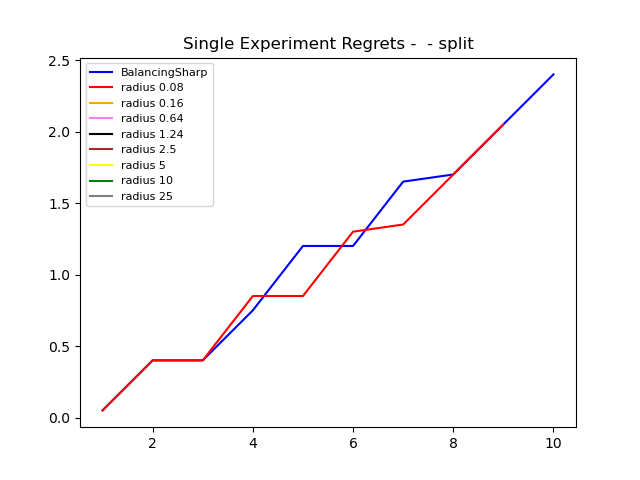 Single Experiment Regrets -  - split
2.5
2.0
1.5
1.0
0.5
0.0
BalancingSharp
radius 0.08
radius 0.16
radius 0.64
radius 1.24
radius 2.5
radius 5
radius 10
radius 25
2 4 6 8 10